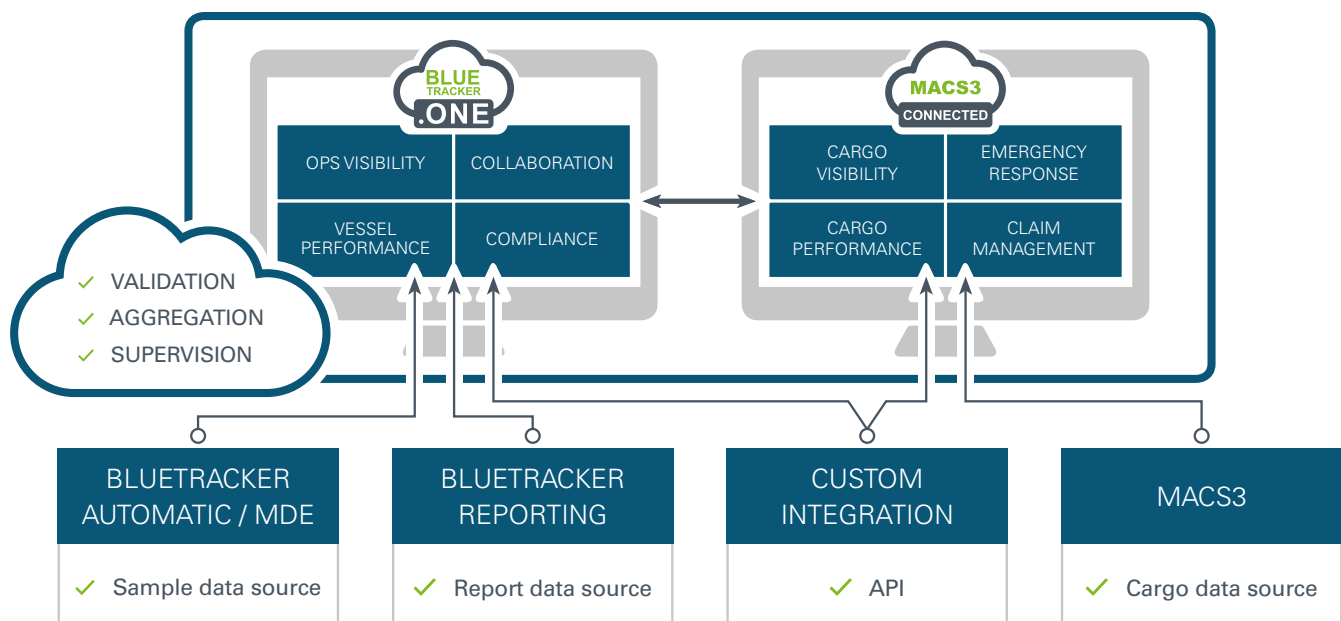 BLUE
TRACKER
.ONE
OPS VISIBILITY
COLLABORATION
VESSEL
PERFORMANCE
COMPLIANCE
MACS3
CONNECTED
CARGO
VISIBILITY
EMERGENCY
RESPONSE
CARGO
PERFORMANCE
CLAIM
MANAGEMENT
VALIDATION
AGGREGATION
SUPERVISION
BLUETRACKER
AUTOMATIC / MDE
Sample data source
BLUETRACKER
REPORTING
Report data source
CUSTOM
INTEGRATION
API
MACS3
Cargo data source